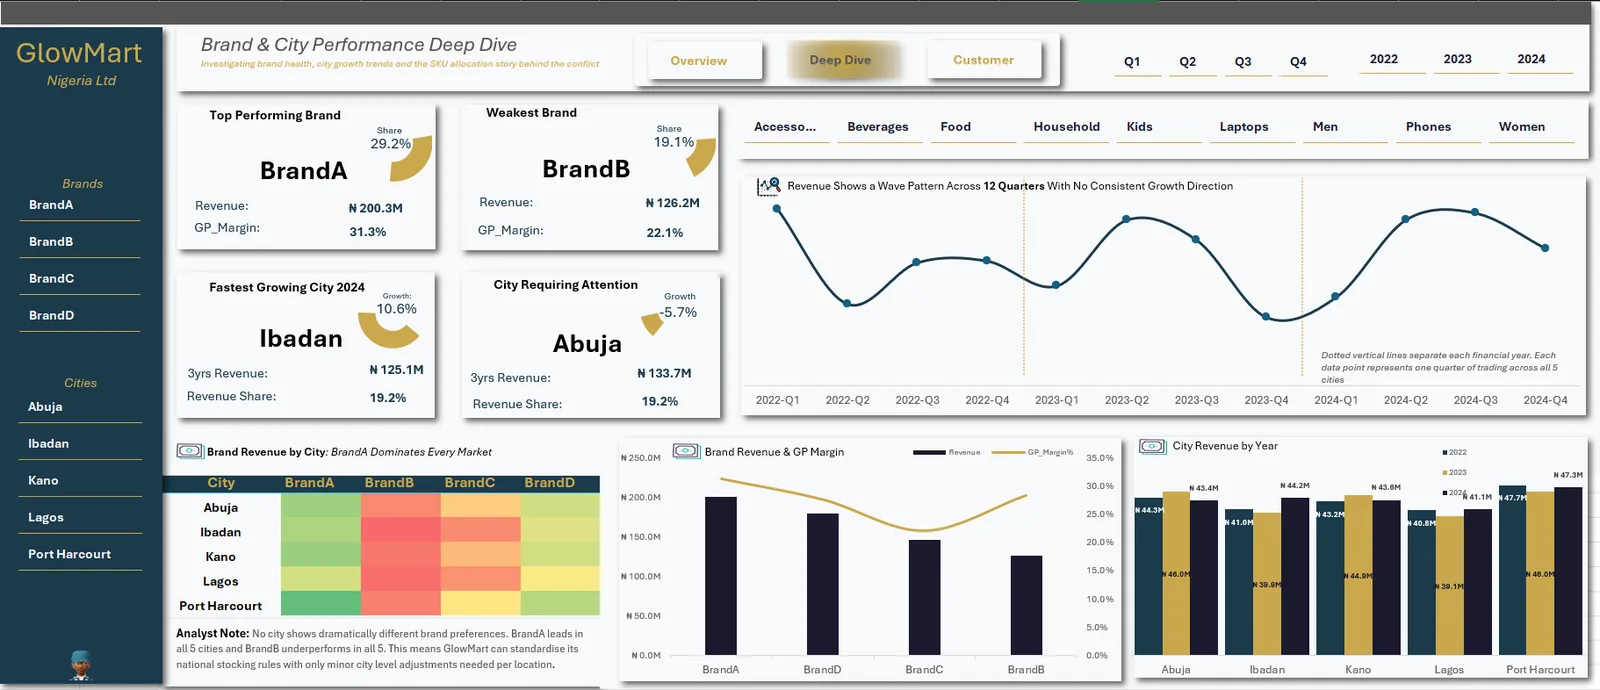 GlowMart
Nigeria Ltd
Brands
BrandA
BrandB
BrandC
BrandD
Cities
Abuja
Ibadan
Kano
Lagos
Port Harcourt
Brand & City Performance Deep Dive
Investigating brand health, city growth trends and the SKU allocation story behind the conflict
Overview
Deep Dive
Customer
Q1 Q2 Q3 Q4
2022 2023 2024
Top Performing Brand
Share
29.2%
BrandA
Revenue: ₦ 200.3M
GP_Margin: 31.3%
Weakest Brand
Share
19.1%
BrandB
Revenue: ₦ 126.2M
GP_Margin: 22.1%
Accesso... Beverages Food Household Kids Laptops Men Phones Women
Fastest Growing City 2024
Growth:
10.6%
Ibadan
3yrs Revenue: ₦ 125.1M
Revenue Share: 19.2%
City Requiring Attention
Growth
-5.7%
Abuja
3yrs Revenue: ₦ 133.7M
Revenue Share: 19.2%
Revenue Shows a Wave Pattern Across 12 Quarters With No Consistent Growth Direction
Dotted vertical lines separate each financial year. Each
data point represents one quarter of trading across all 5
cities
2022-Q1 2022-Q2 2022-Q3 2022-Q4 2023-Q1 2023-Q2 2023-Q3 2023-Q4 2024-Q1 2024-Q2 2024-Q3 2024-Q4
Brand Revenue by City: BrandA Dominates Every Market
City BrandA BrandB BrandC BrandD
Abuja
Ibadan
Kano
Lagos
Port Harcourt
Analyst Note: No city shows dramatically different brand preferences. BrandA leads in
all 5 cities and BrandB underperforms in all 5. This means GlowMart can standardise its
national stocking rules with only minor city level adjustments needed per location.
Brand Revenue & GP Margin
Revenue GP_Margin%
₦ 250.0M
₦ 200.0M
₦ 150.0M
₦ 100.0M
₦ 50.0M
₦ 0.0M
35.0%
30.0%
25.0%
20.0%
15.0%
10.0%
5.0%
0.0%
BrandA BrandD BrandC BrandB
City Revenue by Year
2022
2023
2024
₦ 44.3M ₦ 46.0M ₦ 43.4M
₦ 41.0M ₦ 39.9M ₦ 44.2M
₦ 43.2M ₦ 44.9M ₦ 43.6M
₦ 40.8M ₦ 39.1M ₦ 41.1M
₦ 47.7M ₦ 46.0M ₦ 47.3M
Abuja Ibadan Kano Lagos Port Harcourt